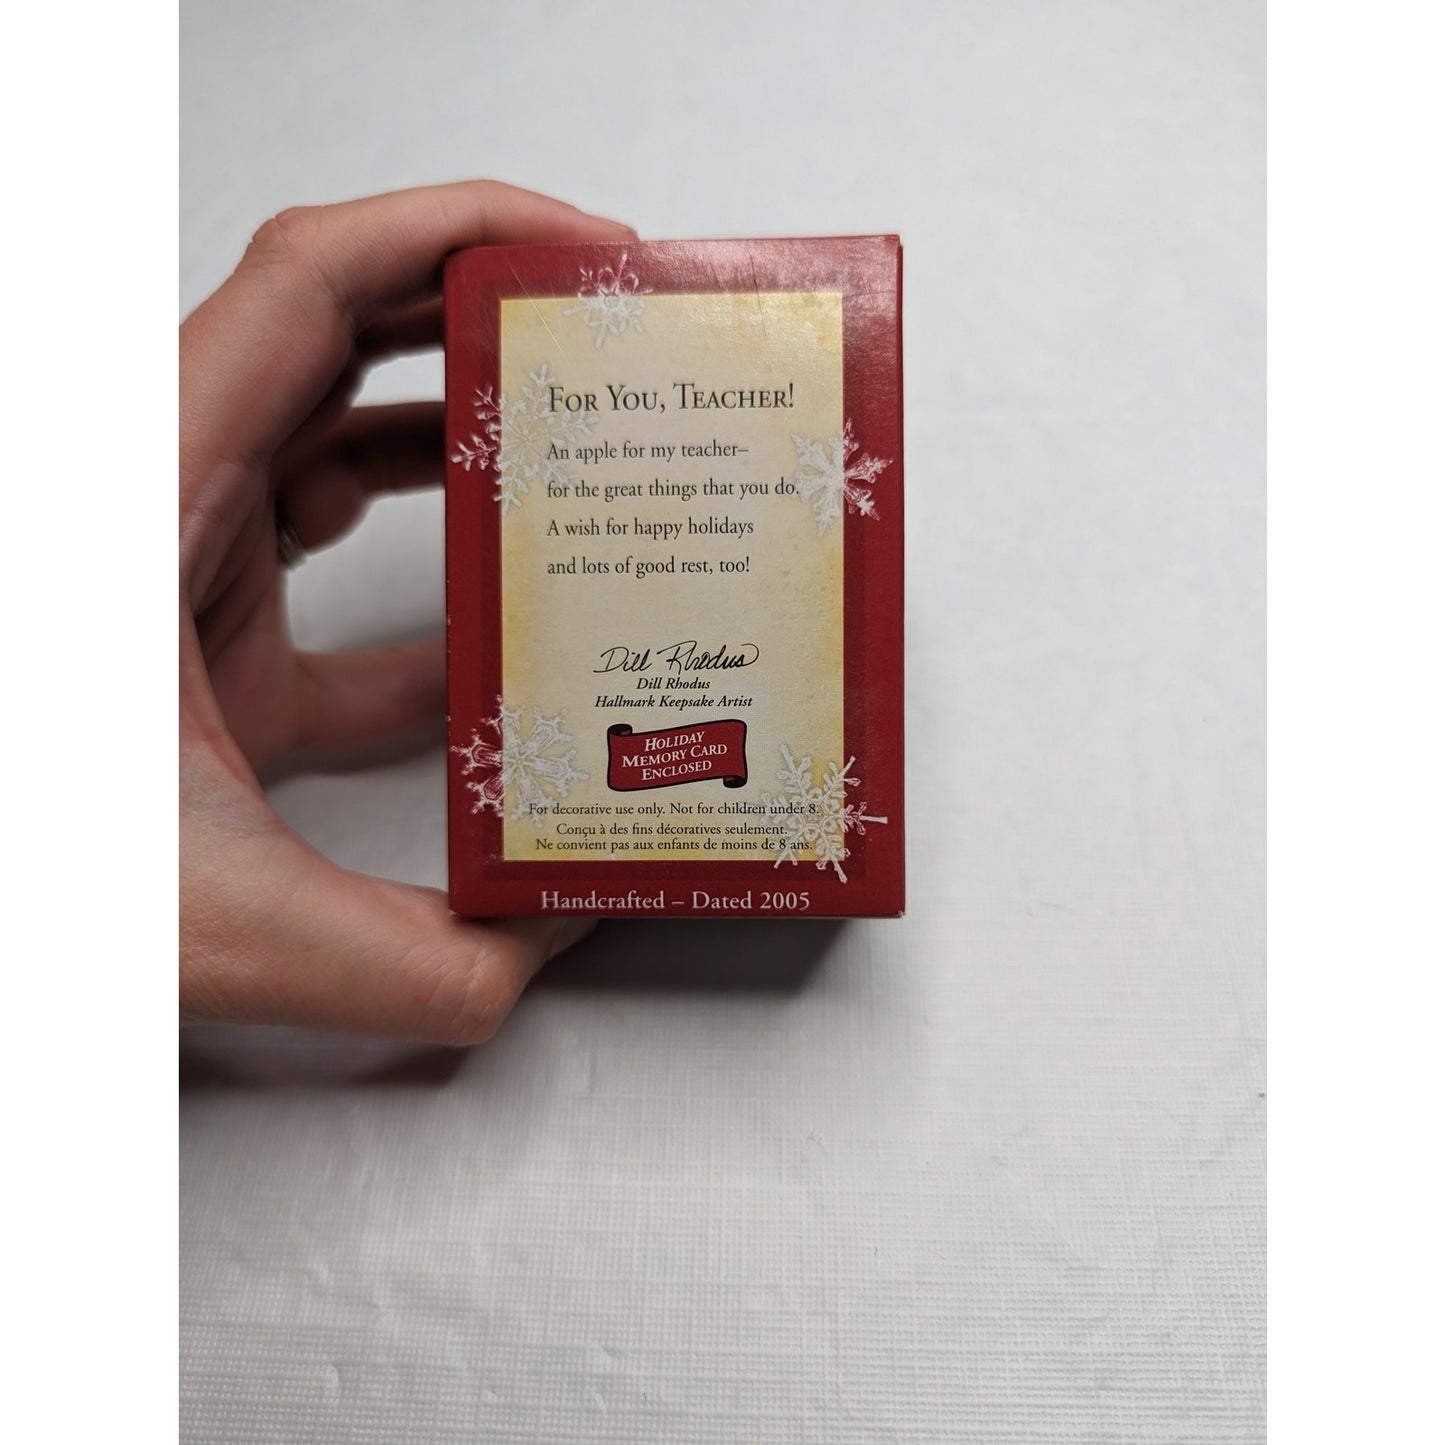 FOR YOU, TEACHER!
An apple for my teacher–
for the great things that you do.
A wish for happy holidays
and lots of good rest, too!
Dill Rhodus
Dill Rhodus
Hallmark Keepsake Artist
HOLIDAY
MEMORY CARD
ENCLOSED
For decorative use only. Not for children under 8.
Conçu à des fins décoratives seulement.
Ne convient pas aux enfants de moins de 8 ans.
Handcrafted – Dated 2005